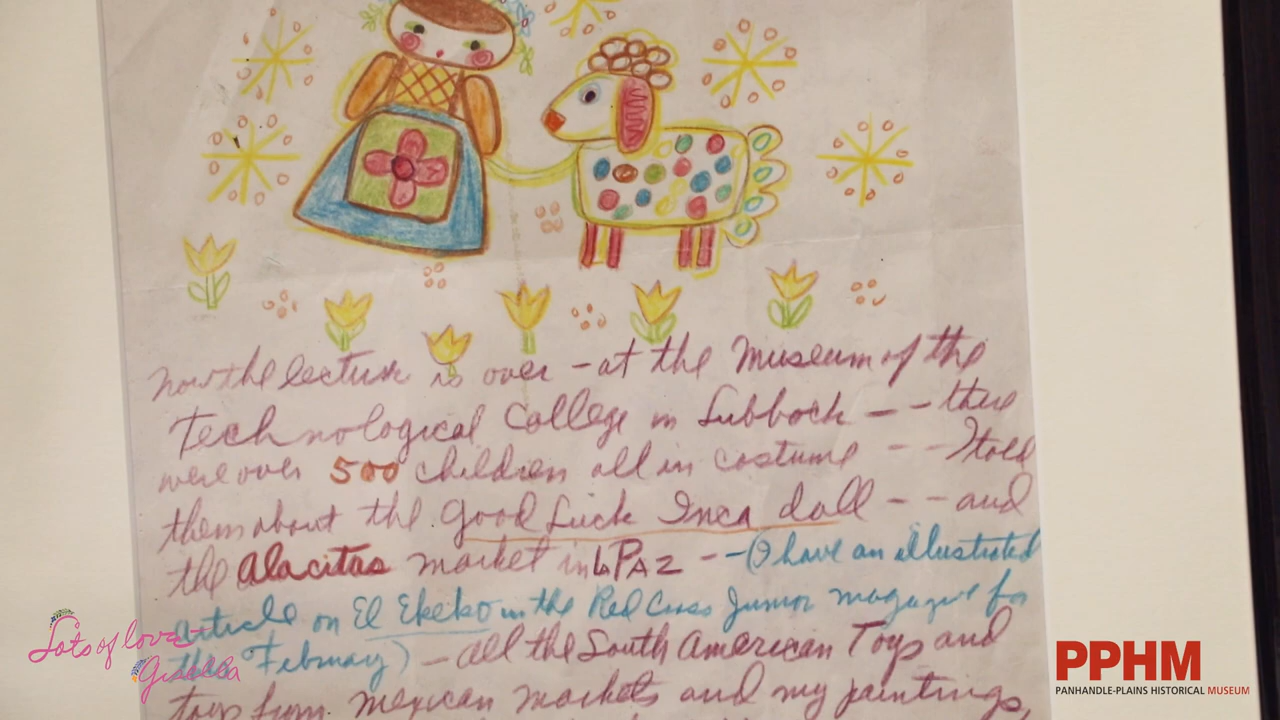 now the lecture is over - at the Museum of the
Technological College in Lubbock - - there
were over 500 children all in costume - - I told
them about the Good Luck Inca doll - - and
the Alacitas market in La PAZ - - (I have an illustrated
article on El Ekeko in the Red Cross Junior magazine for
this February) - all the South American Toys and
toys from Mexican markets and my paintings,
Lots of love -
Gisella
PPHM
PANHANDLE-PLAINS HISTORICAL MUSEUM